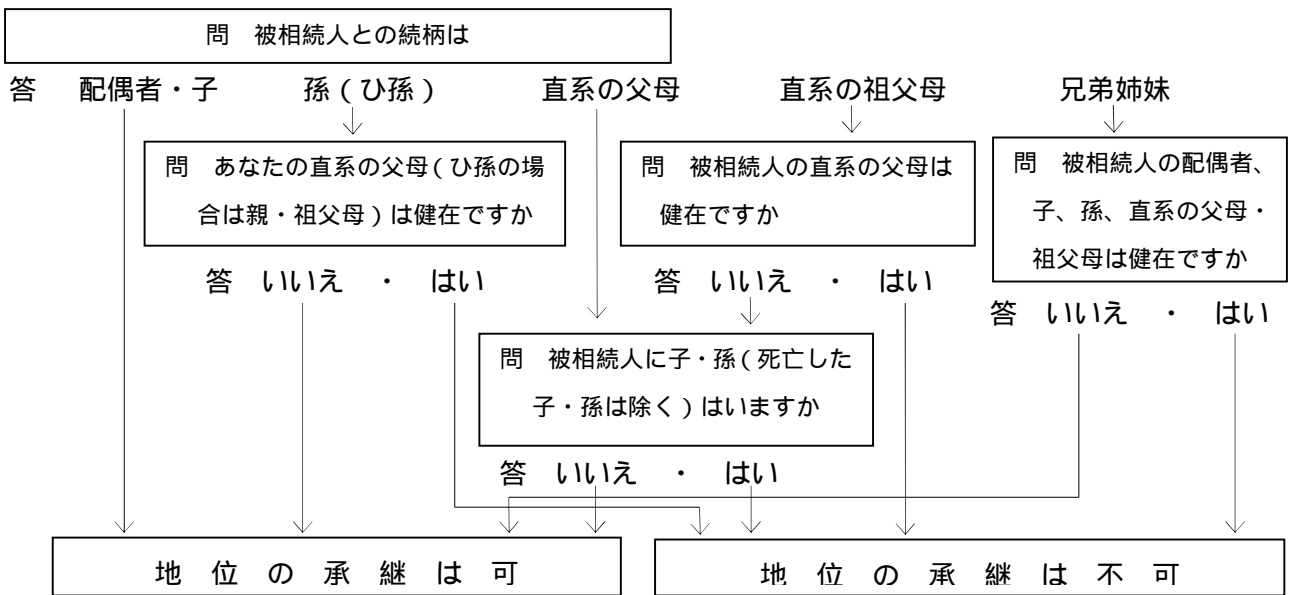 問　被相続人との続柄は
答　配偶者・子　孫（ひ孫）　直系の父母　直系の祖父母　兄弟姉妹
問　あなたの直系の父母（ひ孫の場
合は親・祖父母）は健在ですか
問　被相続人の直系の父母は
健在ですか
問　被相続人の配偶者、
子、孫、直系の父母・
祖父母は健在ですか
答　いいえ　・　はい
答　いいえ　・　はい
答　いいえ　・　はい
問　被相続人に子・孫（死亡した
子・孫は除く）はいますか
答　いいえ　・　はい
地　位　の　承　継　は　可
地　位　の　承　継　は　不　可